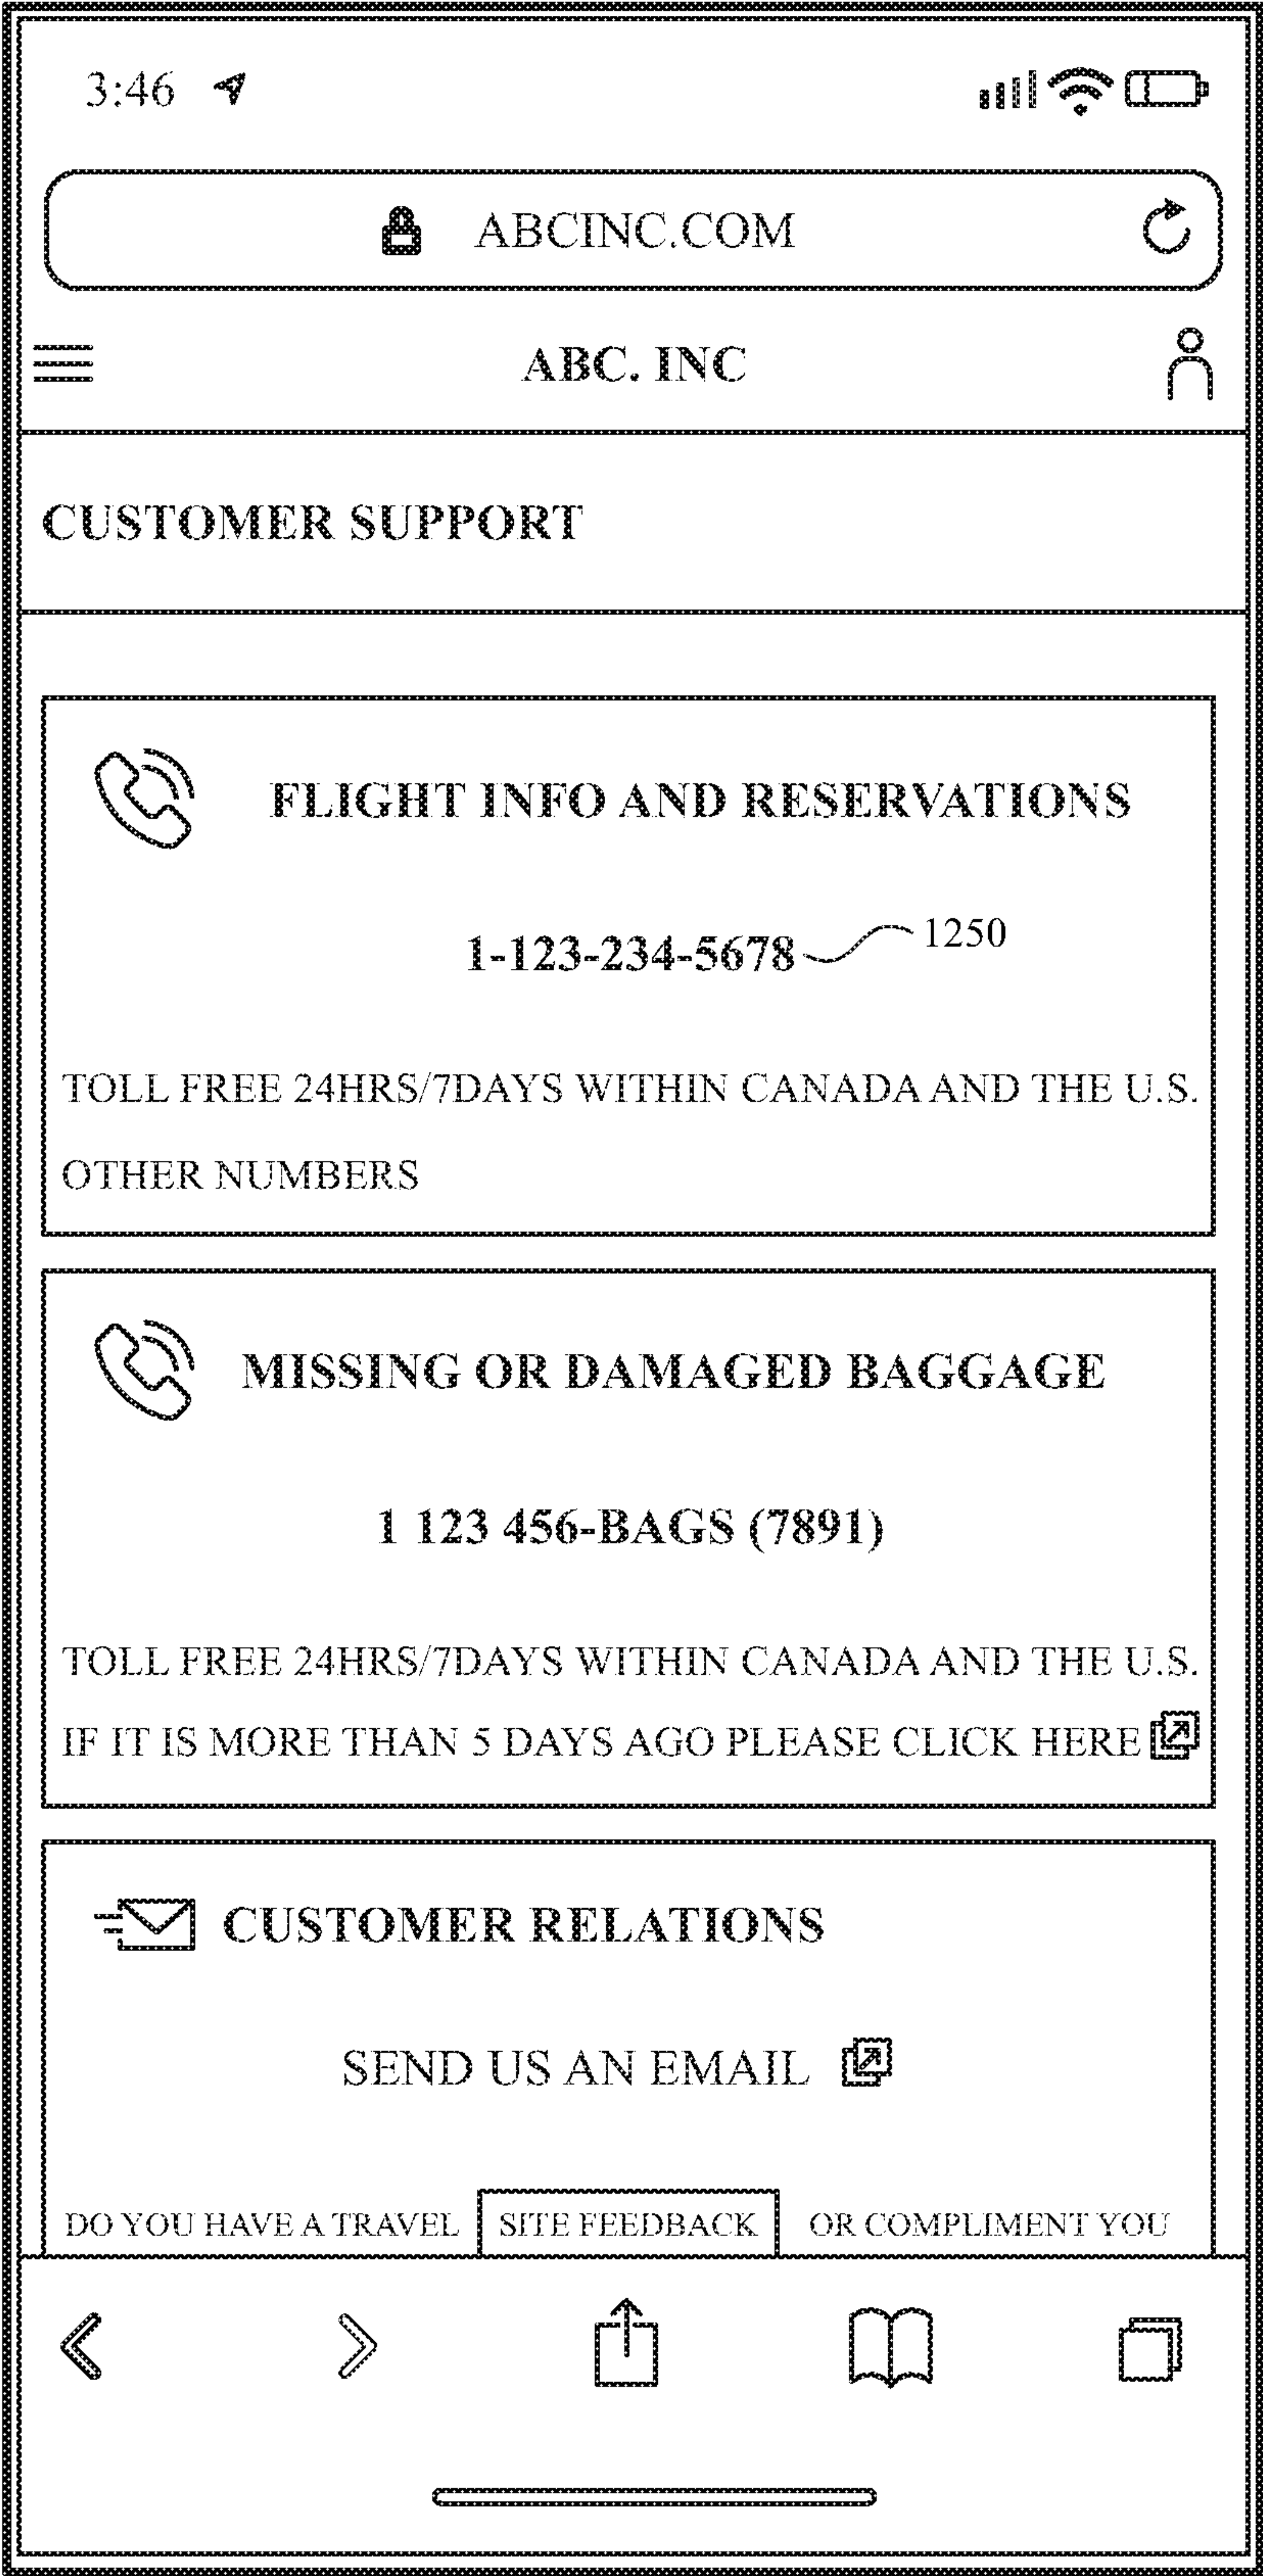 3:46
ABCINC.COM
ABC. INC
CUSTOMER SUPPORT
FLIGHT INFO AND RESERVATIONS
1-123-234-5678 1250
TOLL FREE 24HRS/7DAYS WITHIN CANADA AND THE U.S.
OTHER NUMBERS
MISSING OR DAMAGED BAGGAGE
1 123 456-BAGS (7891)
TOLL FREE 24HRS/7DAYS WITHIN CANADA AND THE U.S.
IF IT IS MORE THAN 5 DAYS AGO PLEASE CLICK HERE
CUSTOMER RELATIONS
SEND US AN EMAIL
DO YOU HAVE A TRAVEL SITE FEEDBACK OR COMPLIMENT YOU